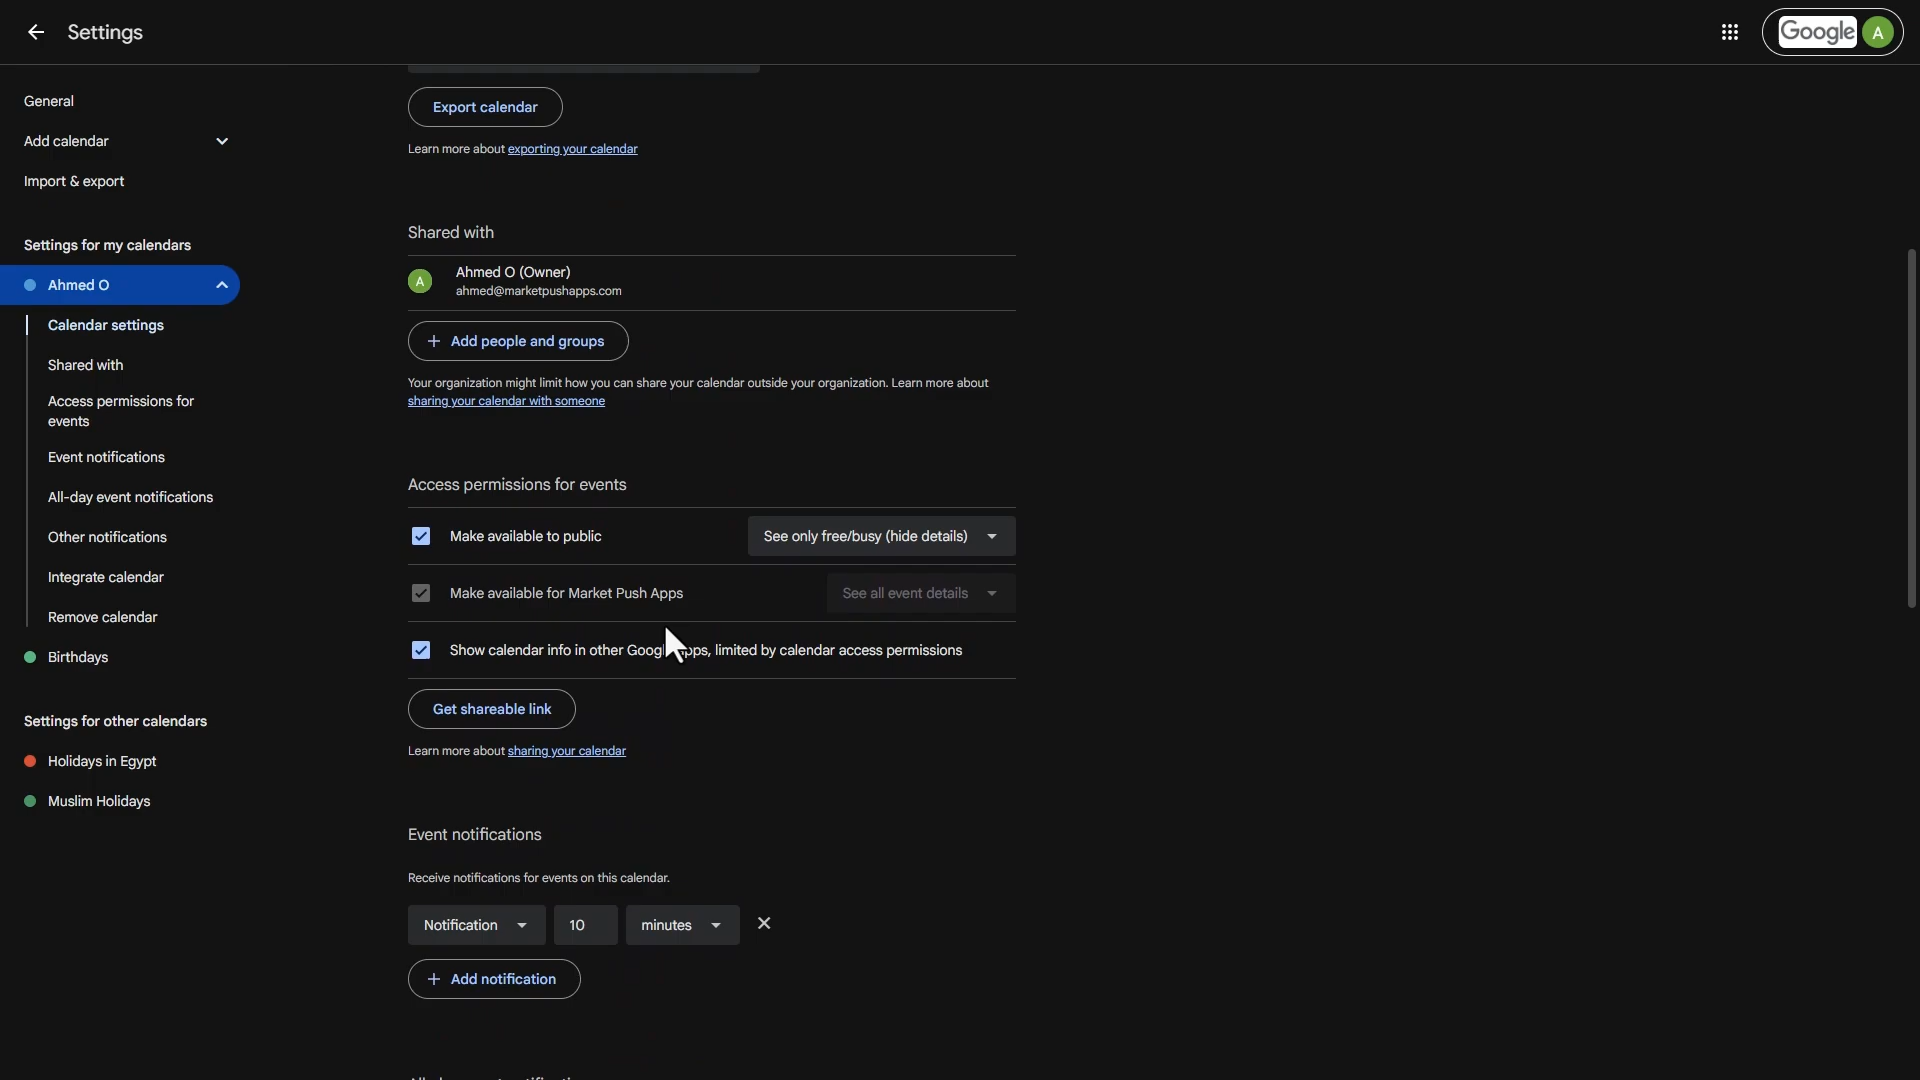 Settings
Google
A
General
Add calendar
Import & export
Settings for my calendars
Ahmed O
Calendar settings
Shared with
Access permissions for
events
Event notifications
All-day event notifications
Other notifications
Integrate calendar
Remove calendar
Birthdays
Settings for other calendars
Holidays in Egypt
Muslim Holidays
Export calendar
Learn more about exporting your calendar
Shared with
A
Ahmed O (Owner)
ahmed@marketpushapps.com
+ Add people and groups
Your organization might limit how you can share your calendar outside your organization. Learn more about
sharing your calendar with someone
Access permissions for events
Make available to public
See only free/busy (hide details)
Make available for Market Push Apps
See all event details
Show calendar info in other Google apps, limited by calendar access permissions
Get shareable link
Learn more about sharing your calendar
Event notifications
Receive notifications for events on this calendar.
Notification
10
minutes
+ Add notification